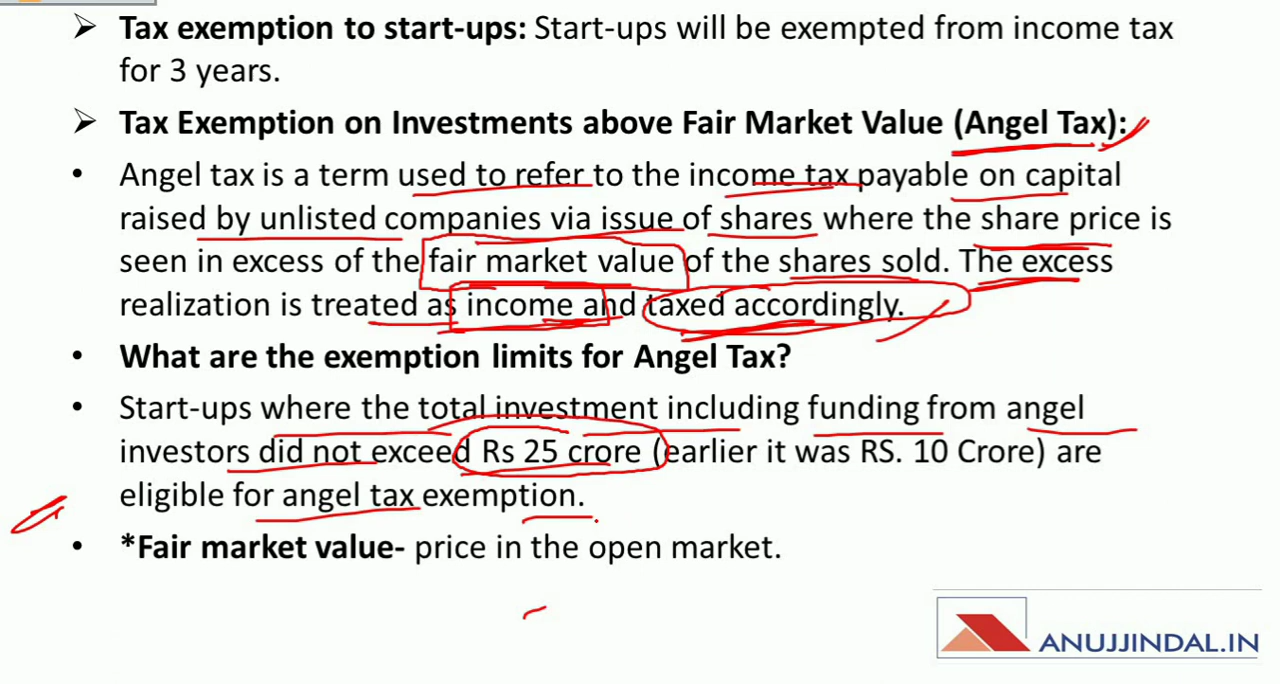 ➢ Tax exemption to start-ups: Start-ups will be exempted from income tax
for 3 years.
➢ Tax Exemption on Investments above Fair Market Value (Angel Tax):
• Angel tax is a term used to refer to the income tax payable on capital
raised by unlisted companies via issue of shares where the share price is
seen in excess of the fair market value of the shares sold. The excess
realization is treated as income and taxed accordingly.
• What are the exemption limits for Angel Tax?
• Start-ups where the total investment including funding from angel
investors did not exceed Rs 25 crore (earlier it was RS. 10 Crore) are
eligible for angel tax exemption.
• *Fair market value- price in the open market.
ANUJJINDAL.IN